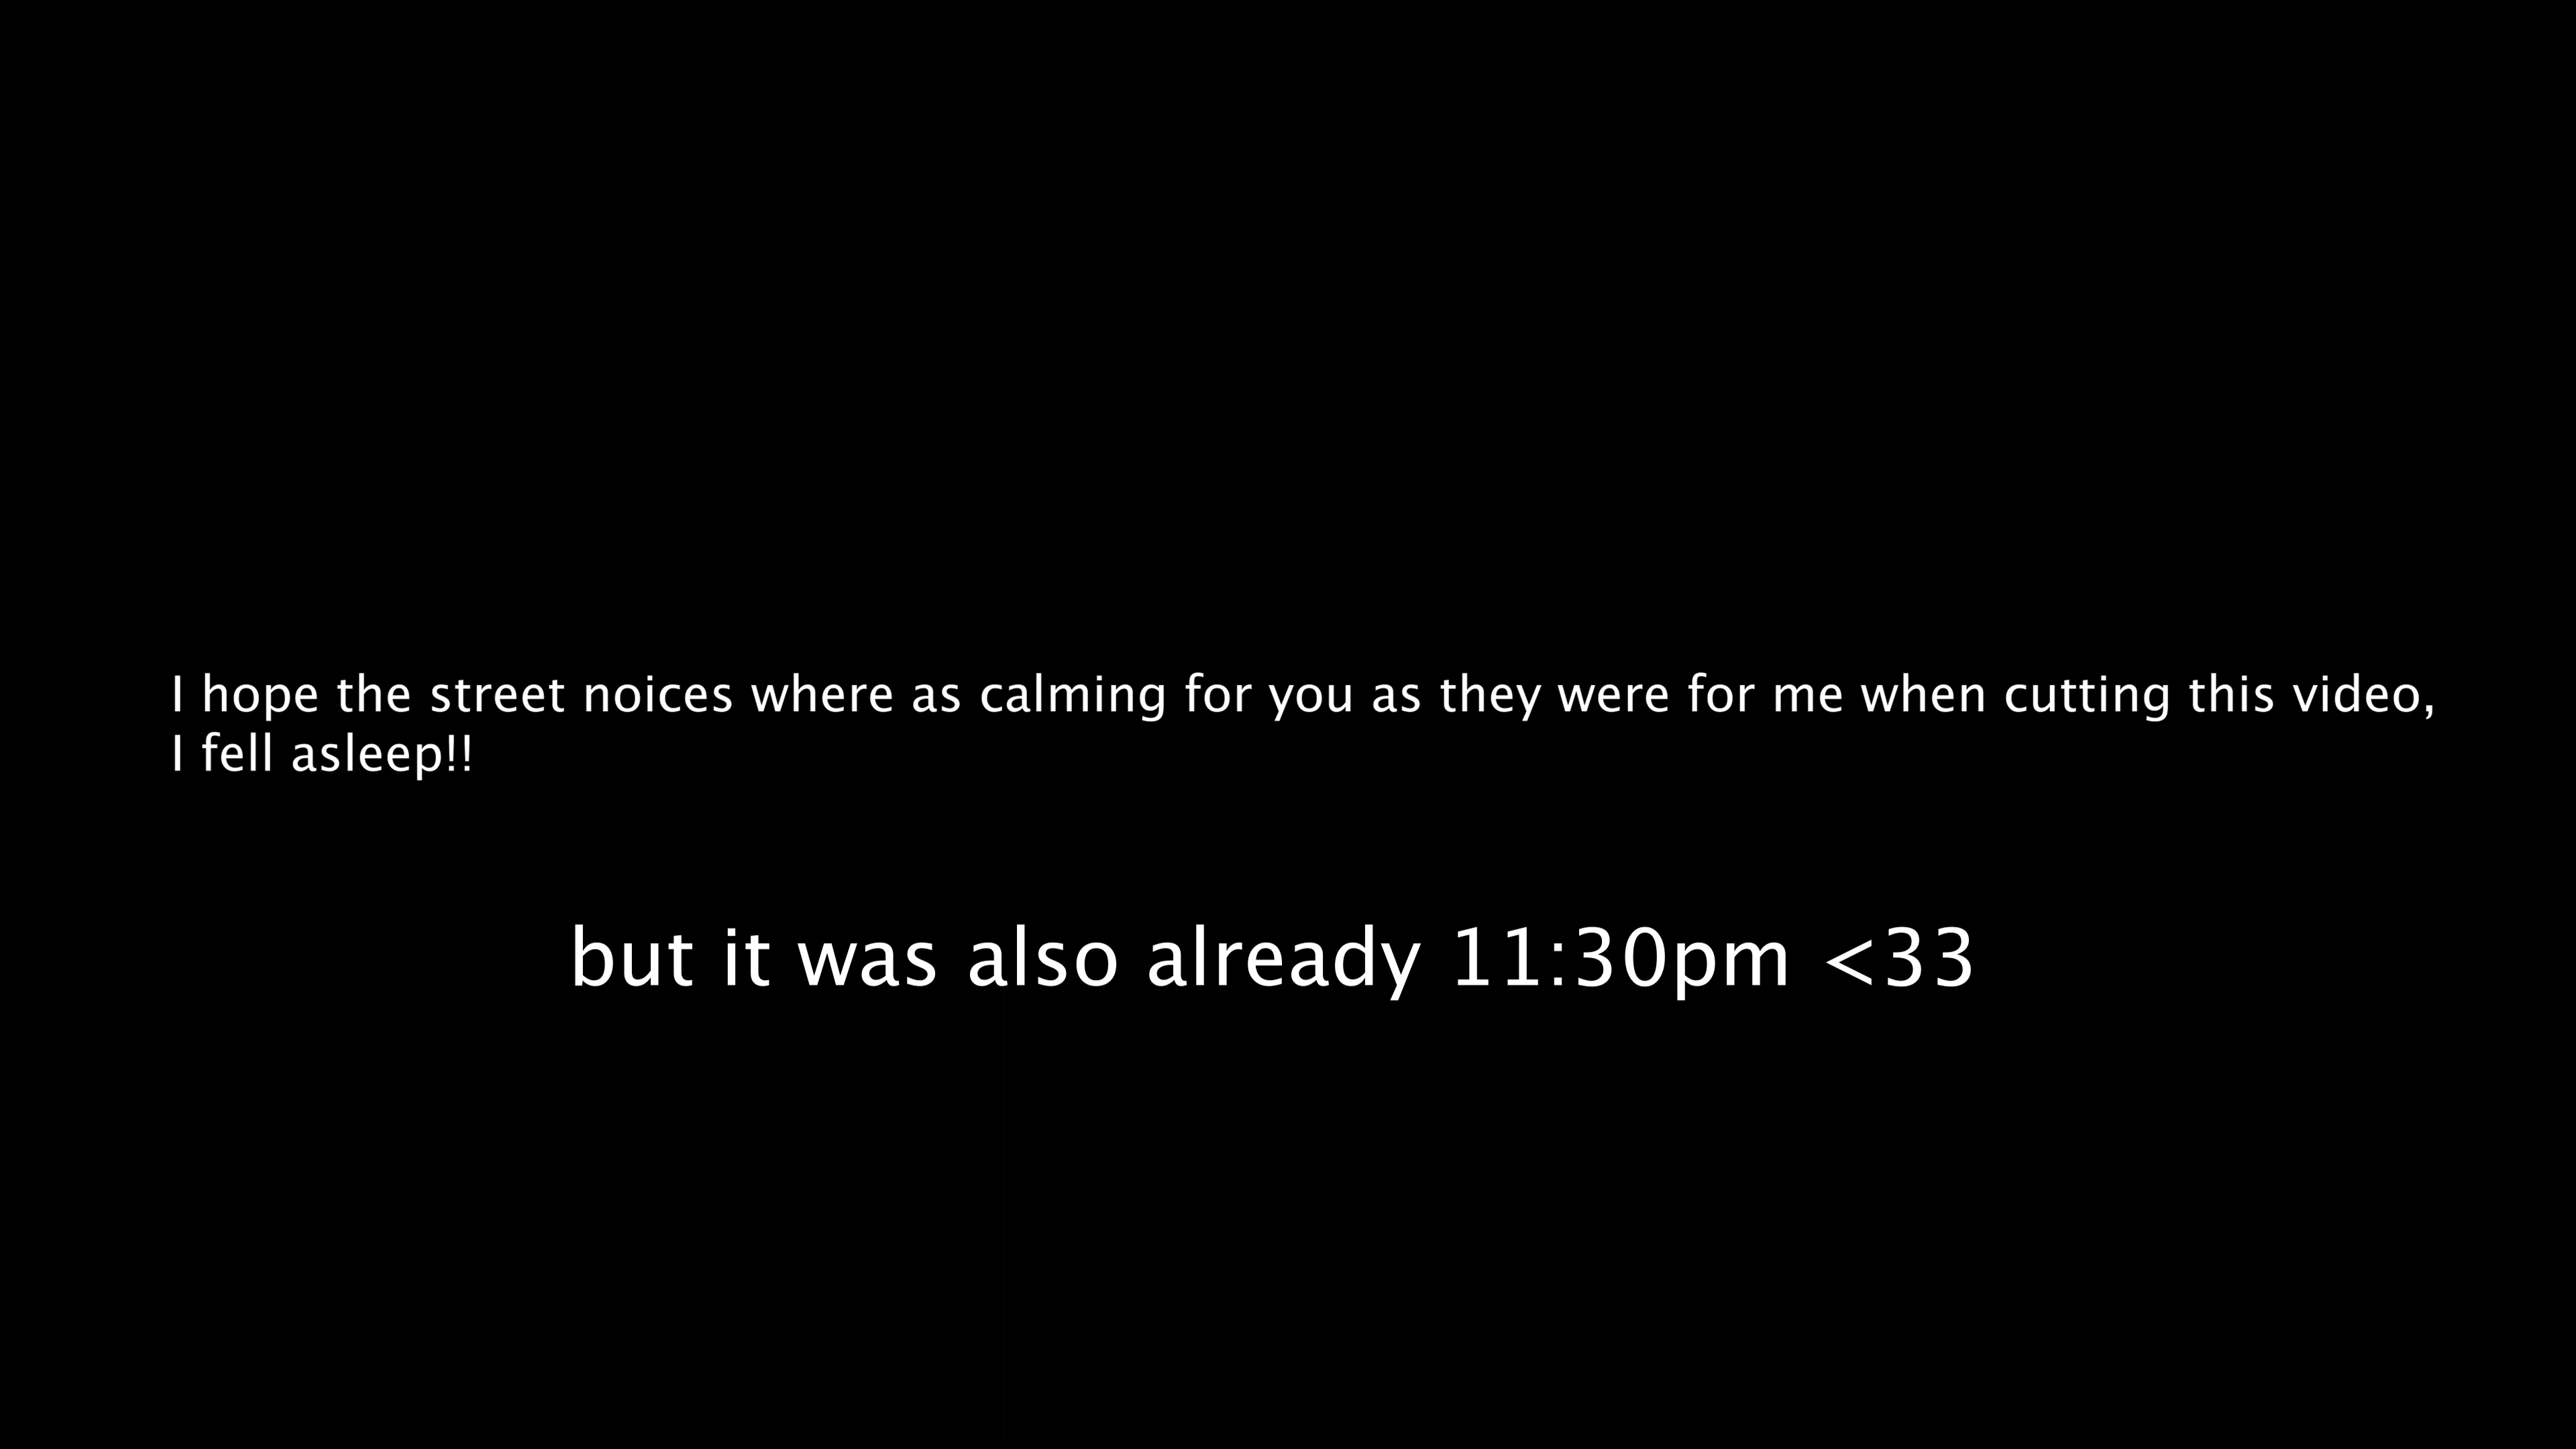 I hope the street noices where as calming for you as they were for me when cutting this video,
I fell asleep!!
but it was also already 11:30pm <33